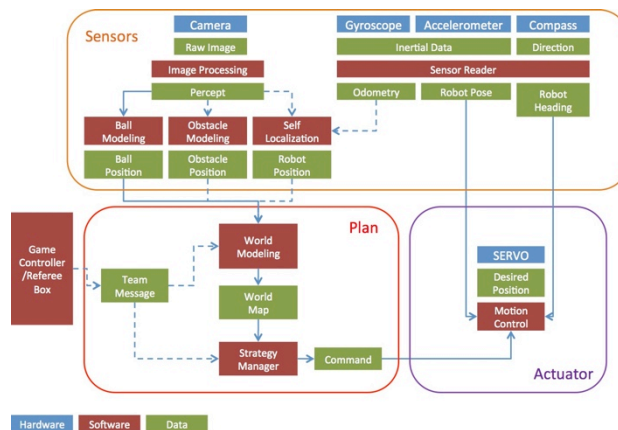 Sensors
Camera
Gyroscope
Accelerometer
Compass
Raw Image
Inertial Data
Direction
Image Processing
Sensor Reader
Percept
Odometry
Robot Pose
Robot
Heading
Ball
Modeling
Obstacle
Modeling
Self
Localization
Ball
Position
Obstacle
Position
Robot
Position
Plan
Game
Controller
/Referee
Box
Team
Message
World
Modeling
World
Map
Strategy
Manager
Command
SERVO
Desired
Position
Motion
Control
Actuator
Hardware
Software
Data